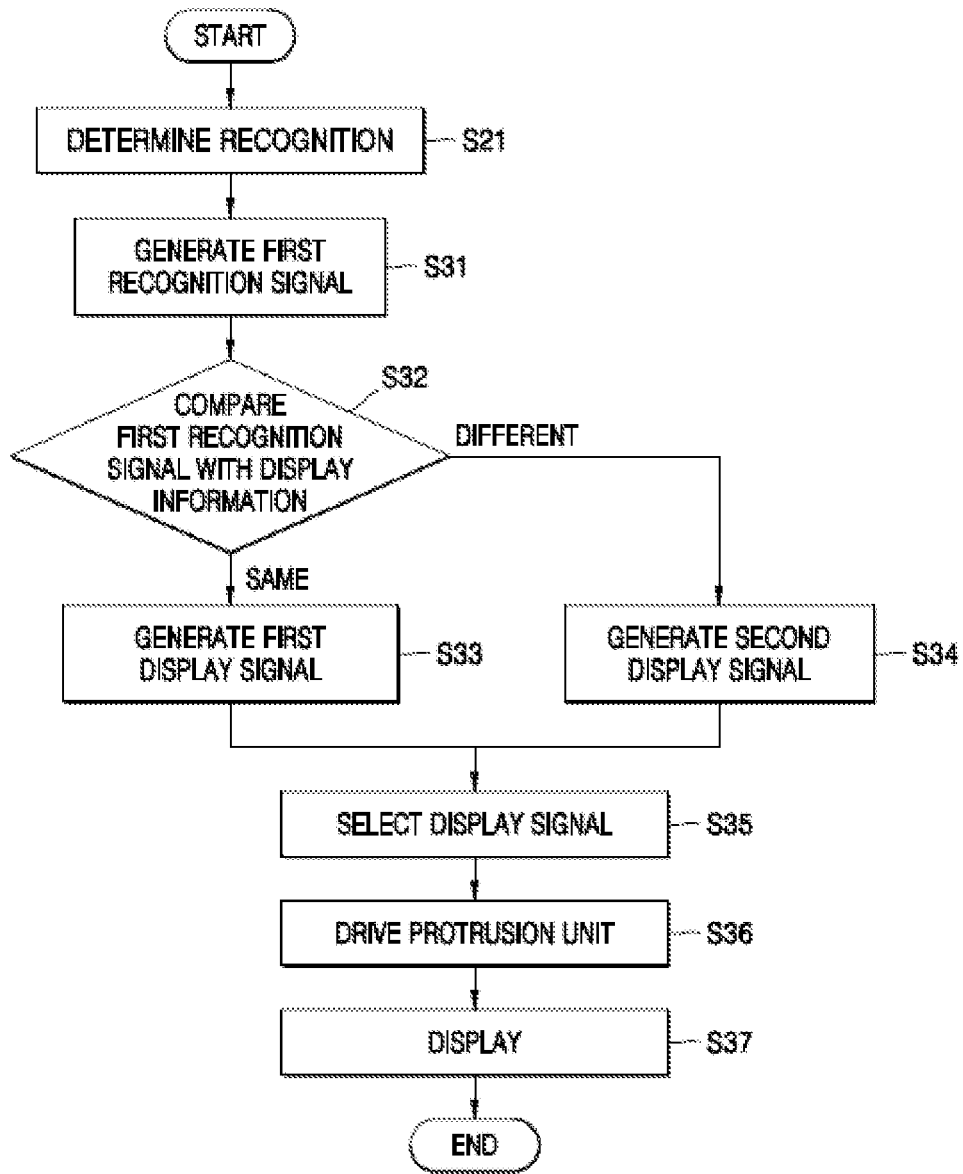 START
DETERMINE RECOGNITION
S21
GENERATE FIRST
RECOGNITION SIGNAL
S31
S32
COMPARE
FIRST RECOGNITION
SIGNAL WITH DISPLAY
INFORMATION
DIFFERENT
SAME
GENERATE FIRST
DISPLAY SIGNAL
S33
GENERATE SECOND
DISPLAY SIGNAL
S34
SELECT DISPLAY SIGNAL
S35
DRIVE PROTRUSION UNIT
S36
DISPLAY
S37
END